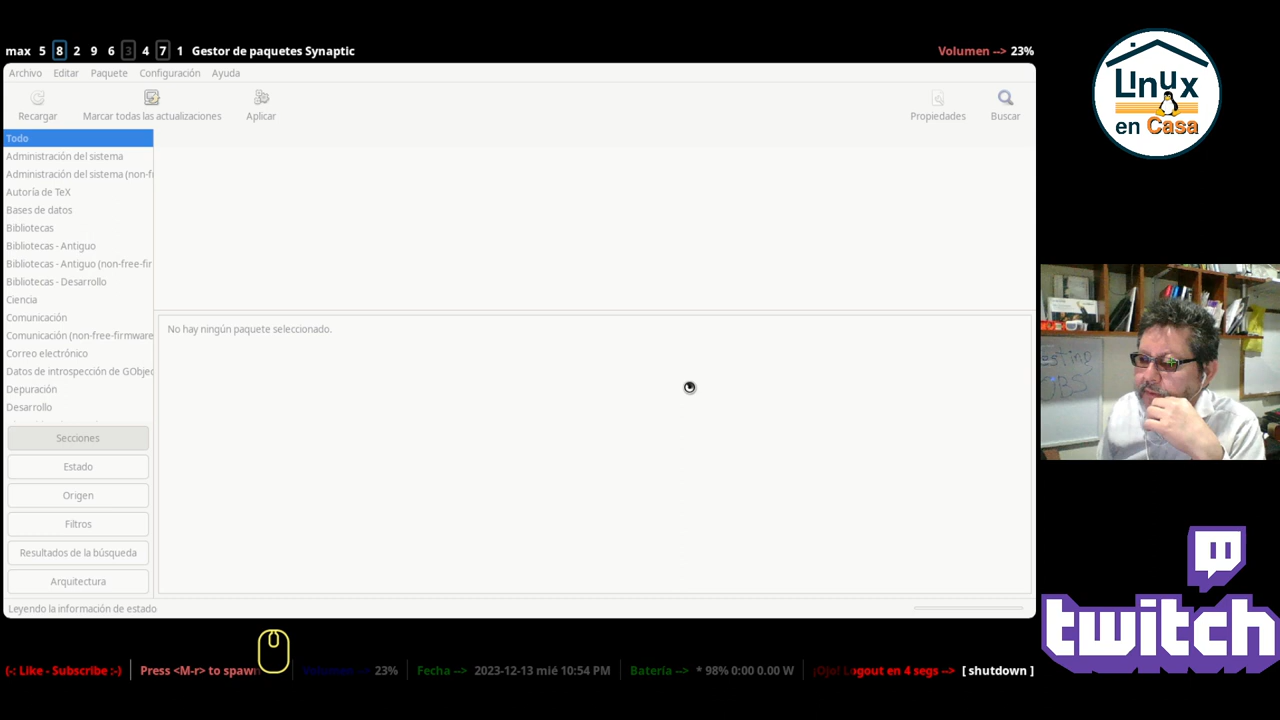 max 5 8 2 9 6 3 4 7 1 Gestor de paquetes Synaptic
Volumen --> 23%
Archivo Editar Paquete Configuración Ayuda
Recargar Marcar todas las actualizaciones Aplicar Propiedades Buscar
Todo
Administración del sistema
Administración del sistema (non-fr
Autoría de TeX
Bases de datos
Bibliotecas
Bibliotecas - Antiguo
Bibliotecas - Antiguo (non-free-fir
Bibliotecas - Desarrollo
Ciencia
Comunicación
Comunicación (non-free-firmware
Correo electrónico
Datos de introspección de GObjec
Depuración
Desarrollo
Secciones
Estado
Origen
Filtros
Resultados de la búsqueda
Arquitectura
No hay ningún paquete seleccionado.
Leyendo la información de estado
(-: Like - Subscribe :-) Press <M-r> to spawn Volumen --> 23% Fecha --> 2023-12-13 mié 10:54 PM Batería --> * 98% 0:00 0.00 W ¡Ojo! Logout en 4 segs --> [ shutdown ]
Linux
en Casa
OBS
twitch